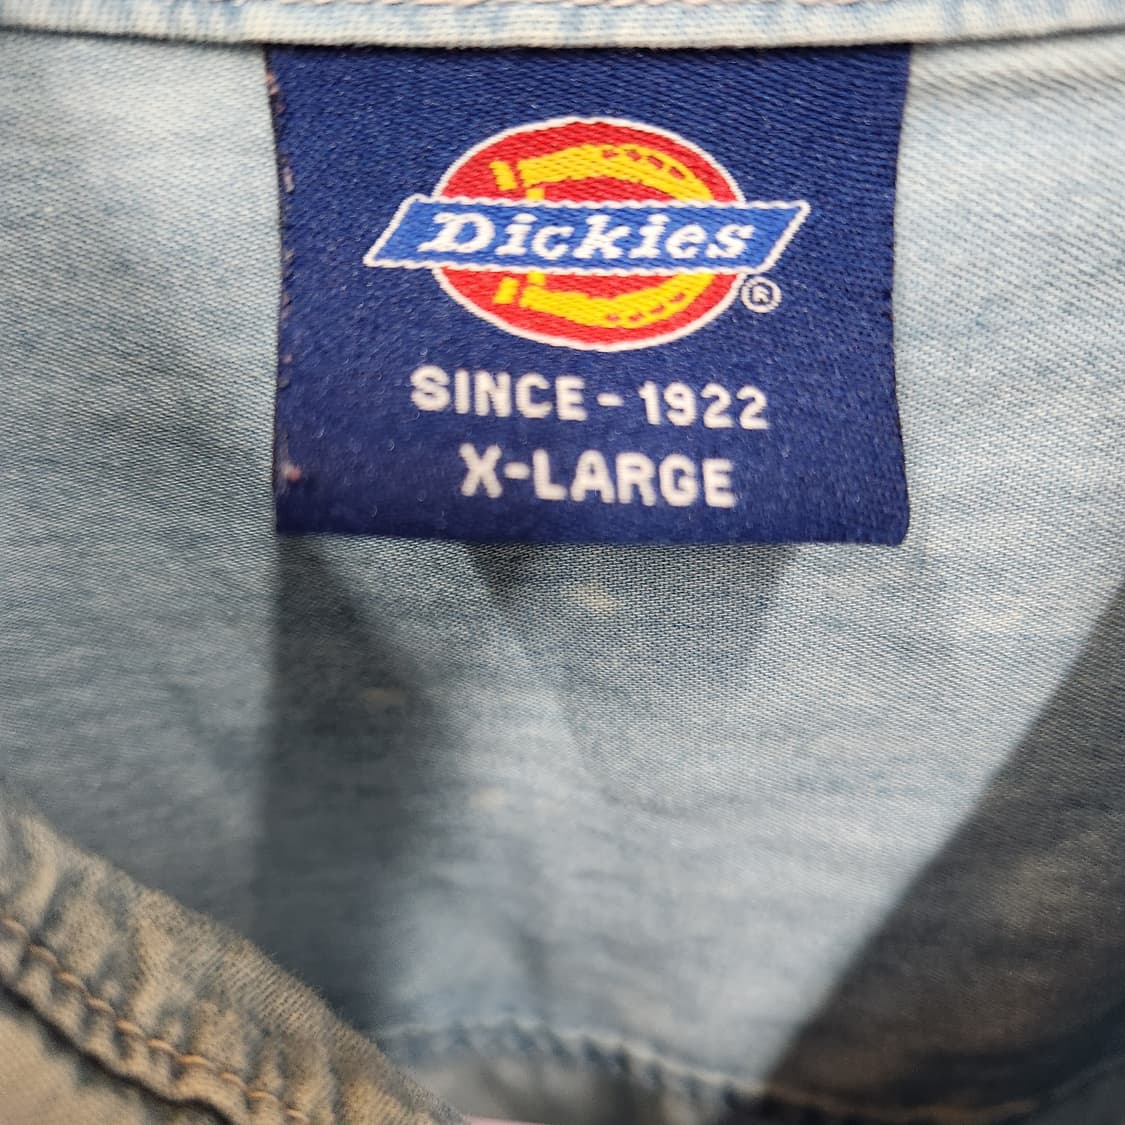 Dickies
®
SINCE - 1922
X-LARGE